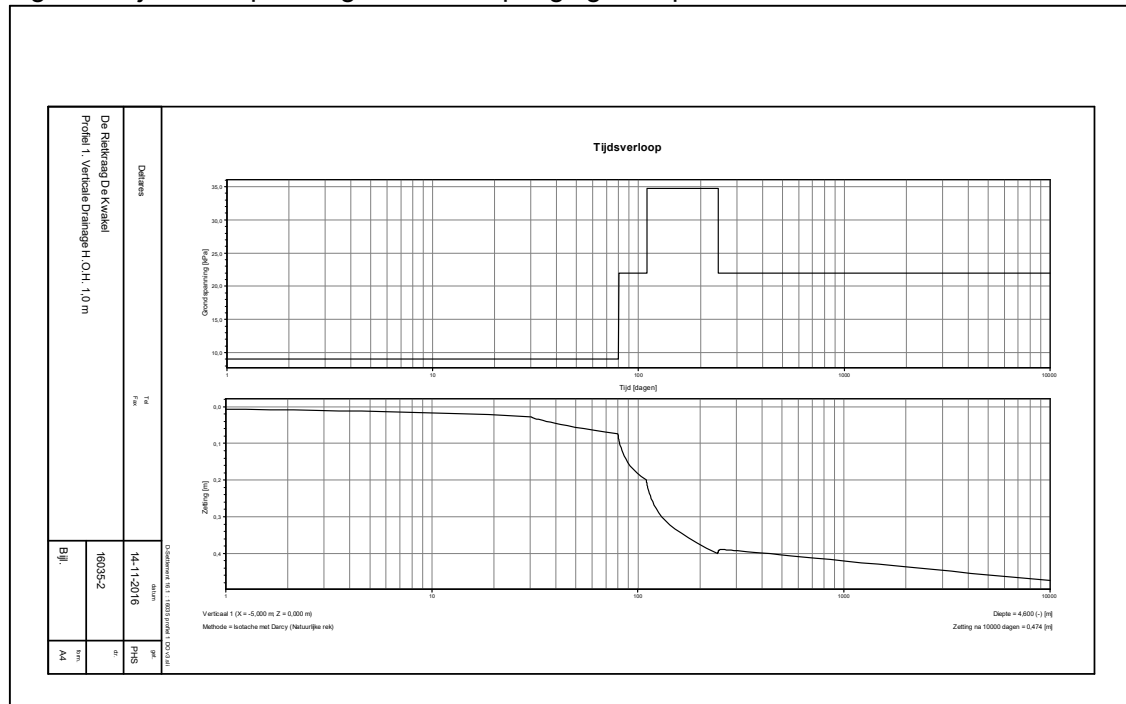 Tijdsverloop
35,0
30,0
25,0
20,0
15,0
10,0
Grondspanning [kPa]
1
10
100
1000
10000
Tijd [dagen]
0,0
0,1
0,2
0,3
0,4
Zetting [m]
1
10
100
1000
10000
Verticaal 1 (X = -5,000 m; Z = 0,000 m)
Methode = Isotache met Darcy (Natuurlijke rek)
Diepte = 4,600 (-) [m]
Zetting na 10000 dagen = 0,474 [m]
Deltares
Tel
Fax
De Rietkraag De Kwakel
Profiel 1. Verticale Drainage H.O.H. 1,0 m
datum
14-11-2016
get.
PHS
16035-2
ctr.
Bijl.
form.
A4